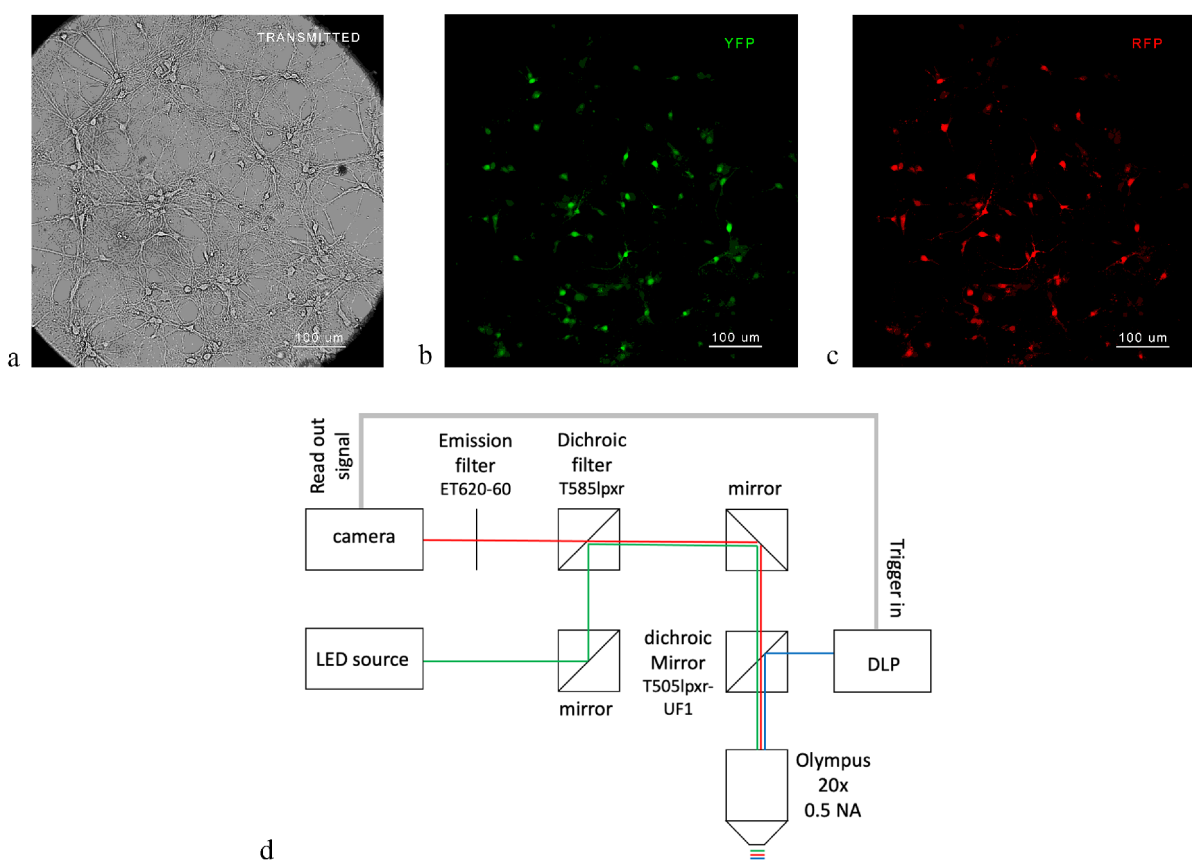 TRANSMITTED
100 um
a
YFP
100 um
b
RFP
100 um
c
Read out
signal
Emission
filter
ET620-60
Dichroic
filter
T585lpxr
mirror
camera
Trigger in
LED source
mirror
dichroic
Mirror
T505lpxr-
UF1
DLP
Olympus
20x
0.5 NA
d